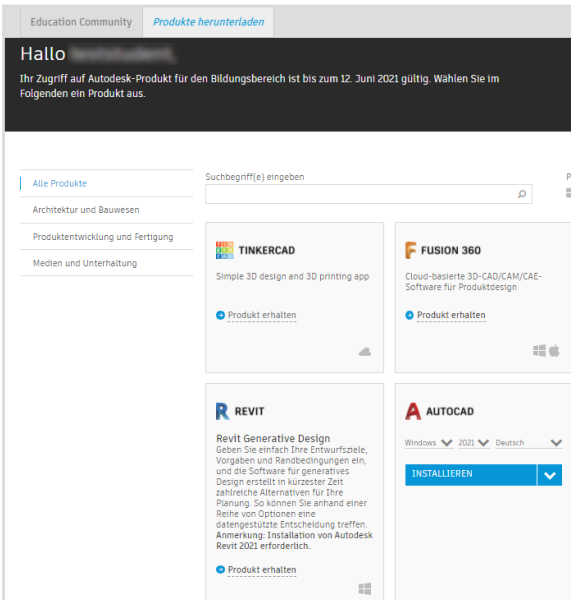 Education Community
Produkte herunterladen
Hallo
Ihr Zugriff auf Autodesk-Produkt für den Bildungsbereich ist bis zum 12. Juni 2021 gültig. Wählen Sie im
Folgenden ein Produkt aus.
Alle Produkte
Architektur und Bauwesen
Produktentwicklung und Fertigung
Medien und Unterhaltung
Suchbegriff(e) eingeben
TINKERCAD
Simple 3D design and 3D printing app
Produkt erhalten
FUSION 360
Cloud-basierte 3D-CAD/CAM/CAE-
Software für Produktdesign
Produkt erhalten
REVIT
Revit Generative Design
Geben Sie einfach Ihre Entwurfsziele,
Vorgaben und Randbedingungen ein,
und die Software für generatives
Design erstellt in kürzester Zeit
zahlreiche Alternativen für Ihre
Planung. So können Sie anhand einer
Reihe von Optionen eine
datengestützte Entscheidung treffen.
Anmerkung: Installation von Autodesk
Revit 2021 erforderlich.
Produkt erhalten
AUTOCAD
Windows 2021 Deutsch
INSTALLIEREN